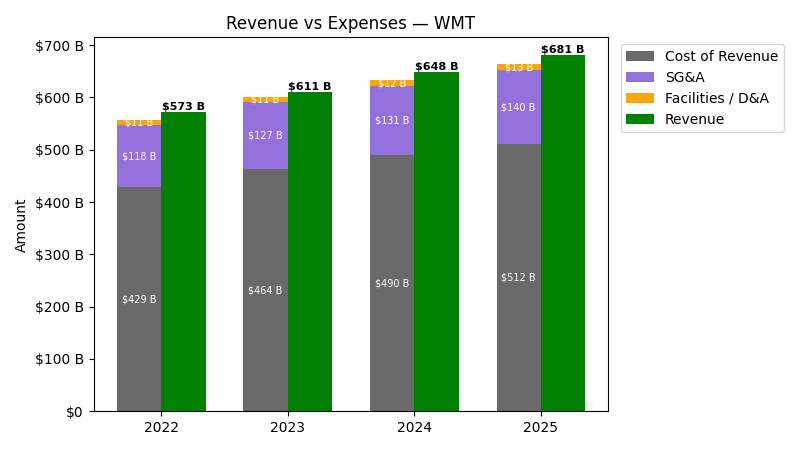 Revenue vs Expenses — WMT
Amount
$700 B
$600 B
$500 B
$400 B
$300 B
$200 B
$100 B
$0
$11 B
$118 B
$429 B
$573 B
$11 B
$127 B
$464 B
$611 B
$12 B
$131 B
$490 B
$648 B
$13 B
$140 B
$512 B
$681 B
2022
2023
2024
2025
Cost of Revenue
SG&A
Facilities / D&A
Revenue